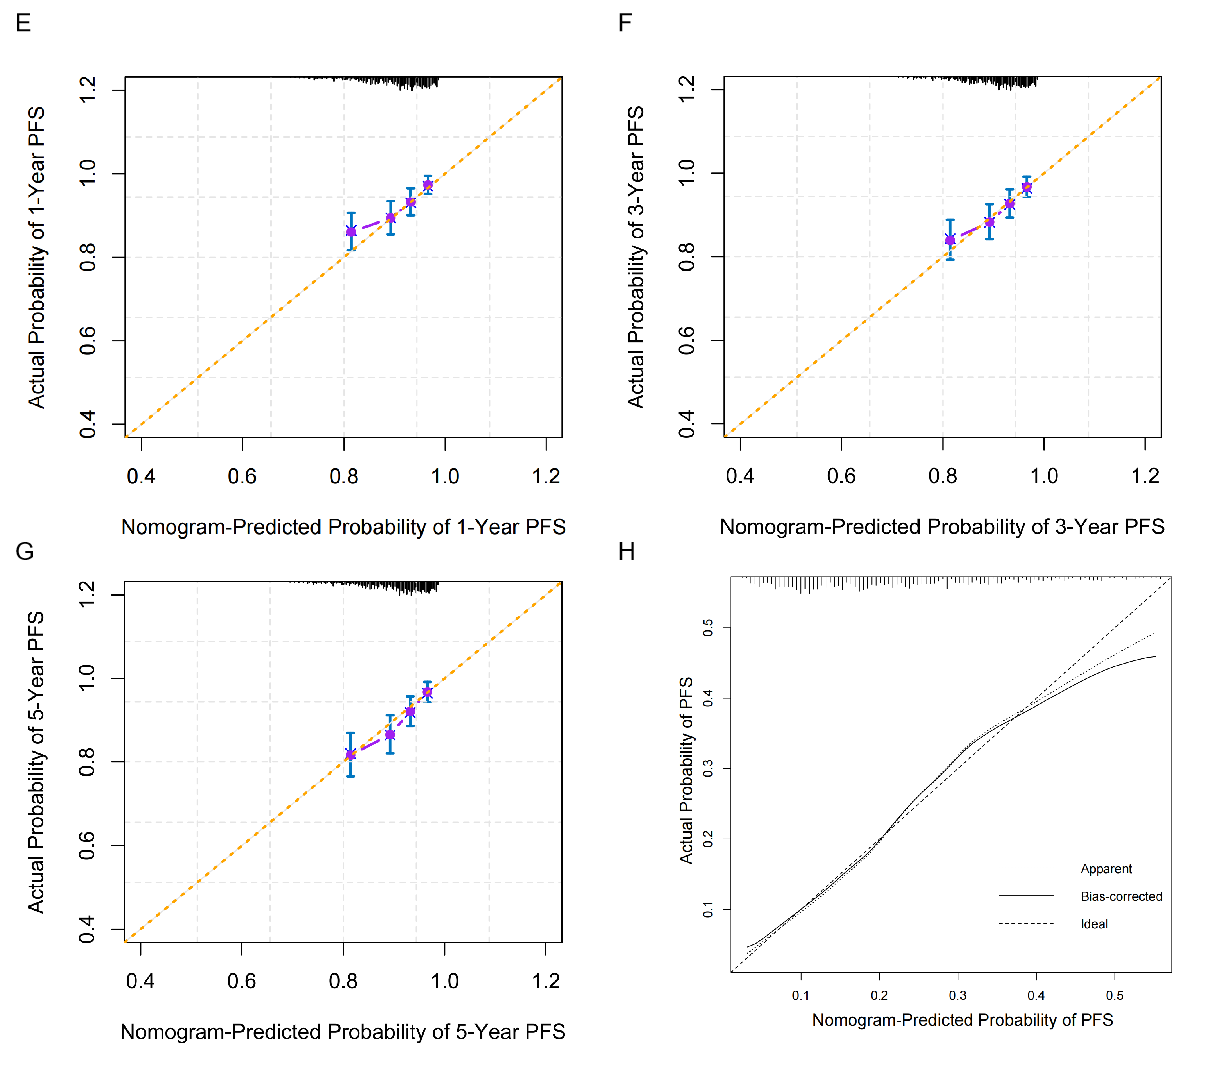 E
Actual Probability of 1-Year PFS
1.2
1.0
0.8
0.6
0.4
0.4 0.6 0.8 1.0 1.2
Nomogram-Predicted Probability of 1-Year PFS
F
Actual Probability of 3-Year PFS
1.2
1.0
0.8
0.6
0.4
0.4 0.6 0.8 1.0 1.2
Nomogram-Predicted Probability of 3-Year PFS
G
Actual Probability of 5-Year PFS
1.2
1.0
0.8
0.6
0.4
0.4 0.6 0.8 1.0 1.2
Nomogram-Predicted Probability of 5-Year PFS
H
Actual Probability of PFS
0.5
0.4
0.3
0.2
0.1
Apparent
Bias-corrected
Ideal
0.1 0.2 0.3 0.4 0.5
Nomogram-Predicted Probability of PFS